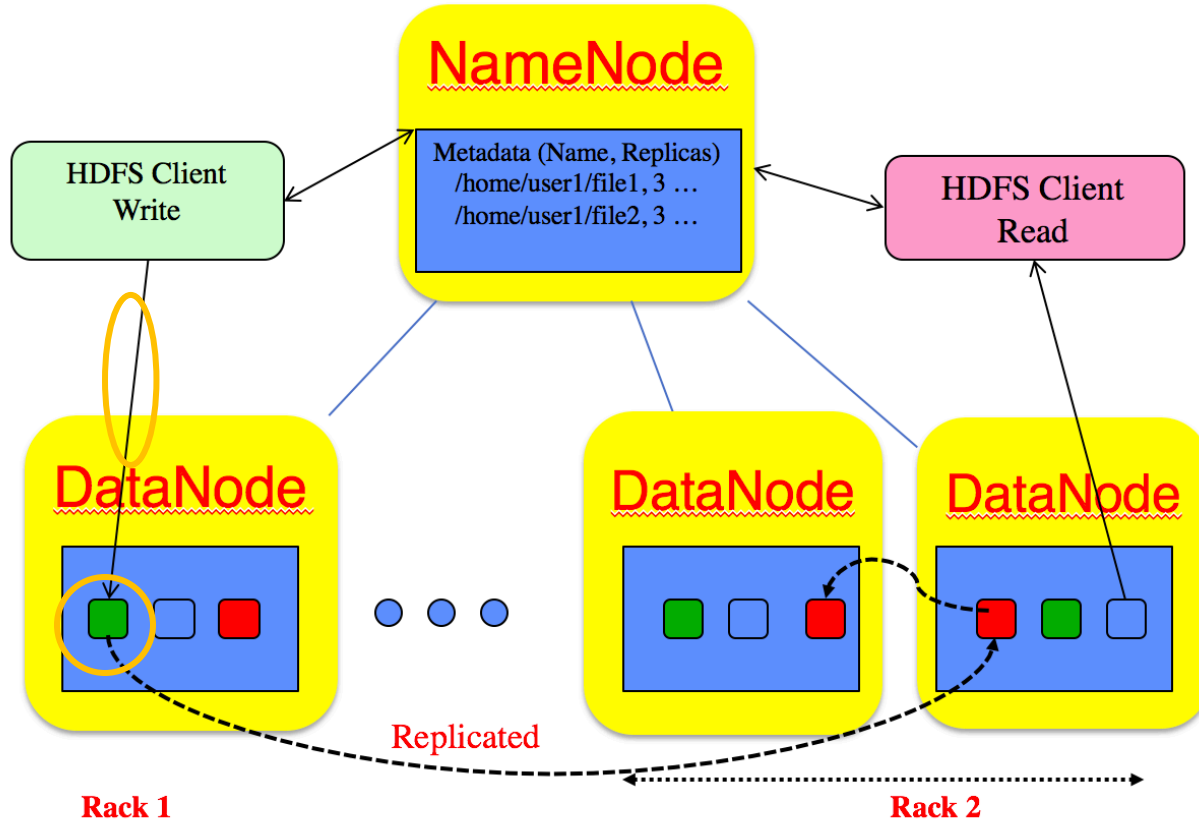 NameNode
Metadata (Name, Replicas)
/home/user1/file1, 3 …
/home/user1/file2, 3 …
HDFS Client
Write
HDFS Client
Read
DataNode
DataNode
DataNode
Replicated
Rack 1
Rack 2